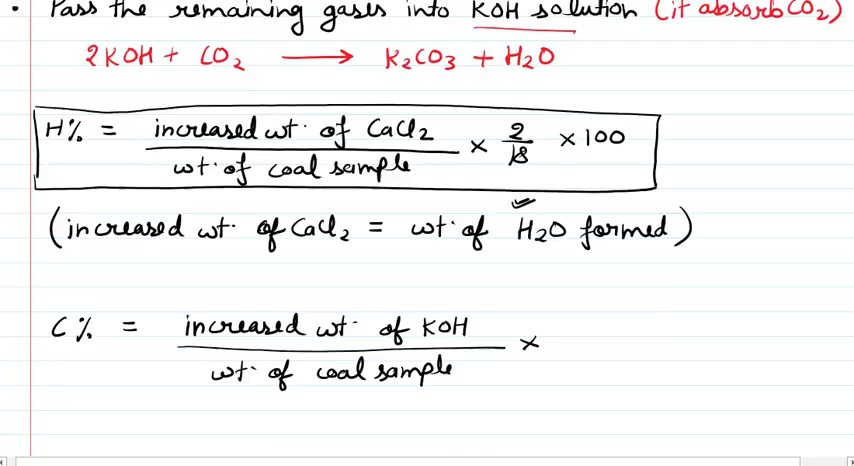 • Pass the remaining gases into KOH solution (it absorb CO2)
2KOH + CO2 ⟶ K2CO3 + H2O
H% = increased wt. of CaCl2 / wt. of coal sample × 2/18 × 100
(increased wt. of CaCl2 = wt. of H2O formed)
C% = increased wt. of KOH / wt. of coal sample ×